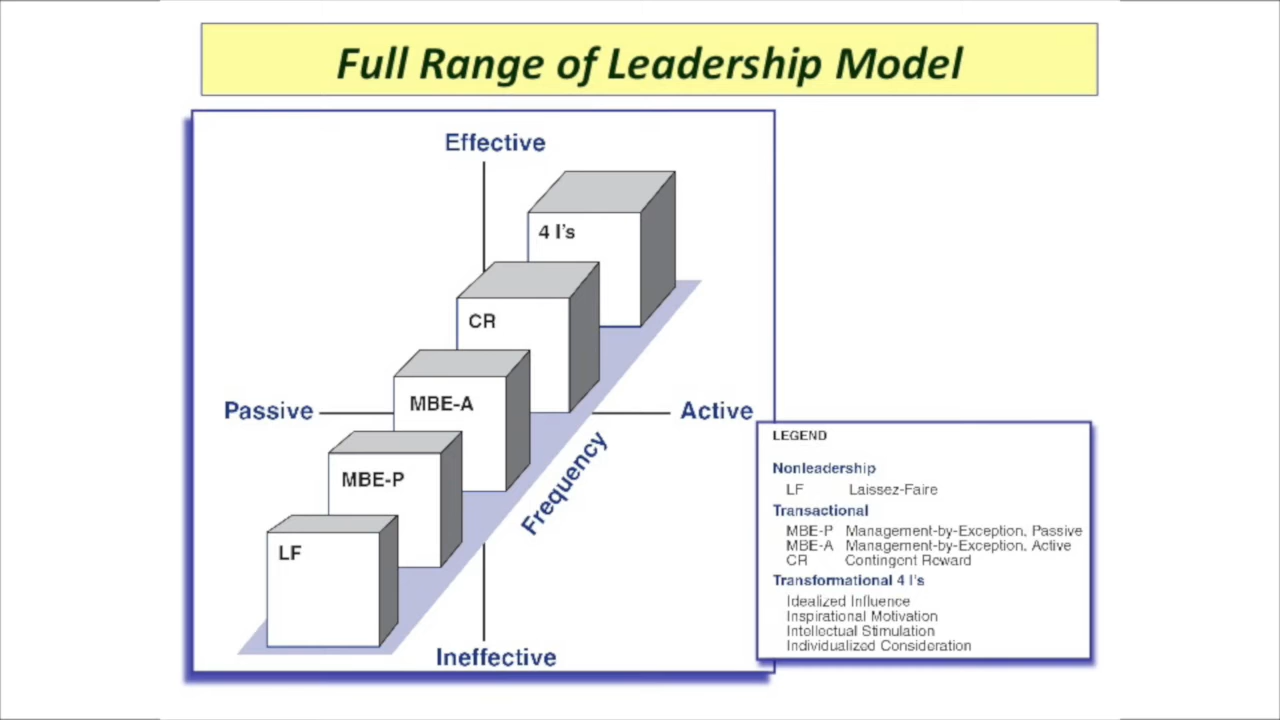 Full Range of Leadership Model
Effective
4 I's
CR
MBE-A
Passive
Active
MBE-P
Frequency
LF
Ineffective
LEGEND
Nonleadership
LF Laissez-Faire
Transactional
MBE-P Management-by-Exception, Passive
MBE-A Management-by-Exception, Active
CR Contingent Reward
Transformational 4 I's
Idealized Influence
Inspirational Motivation
Intellectual Stimulation
Individualized Consideration